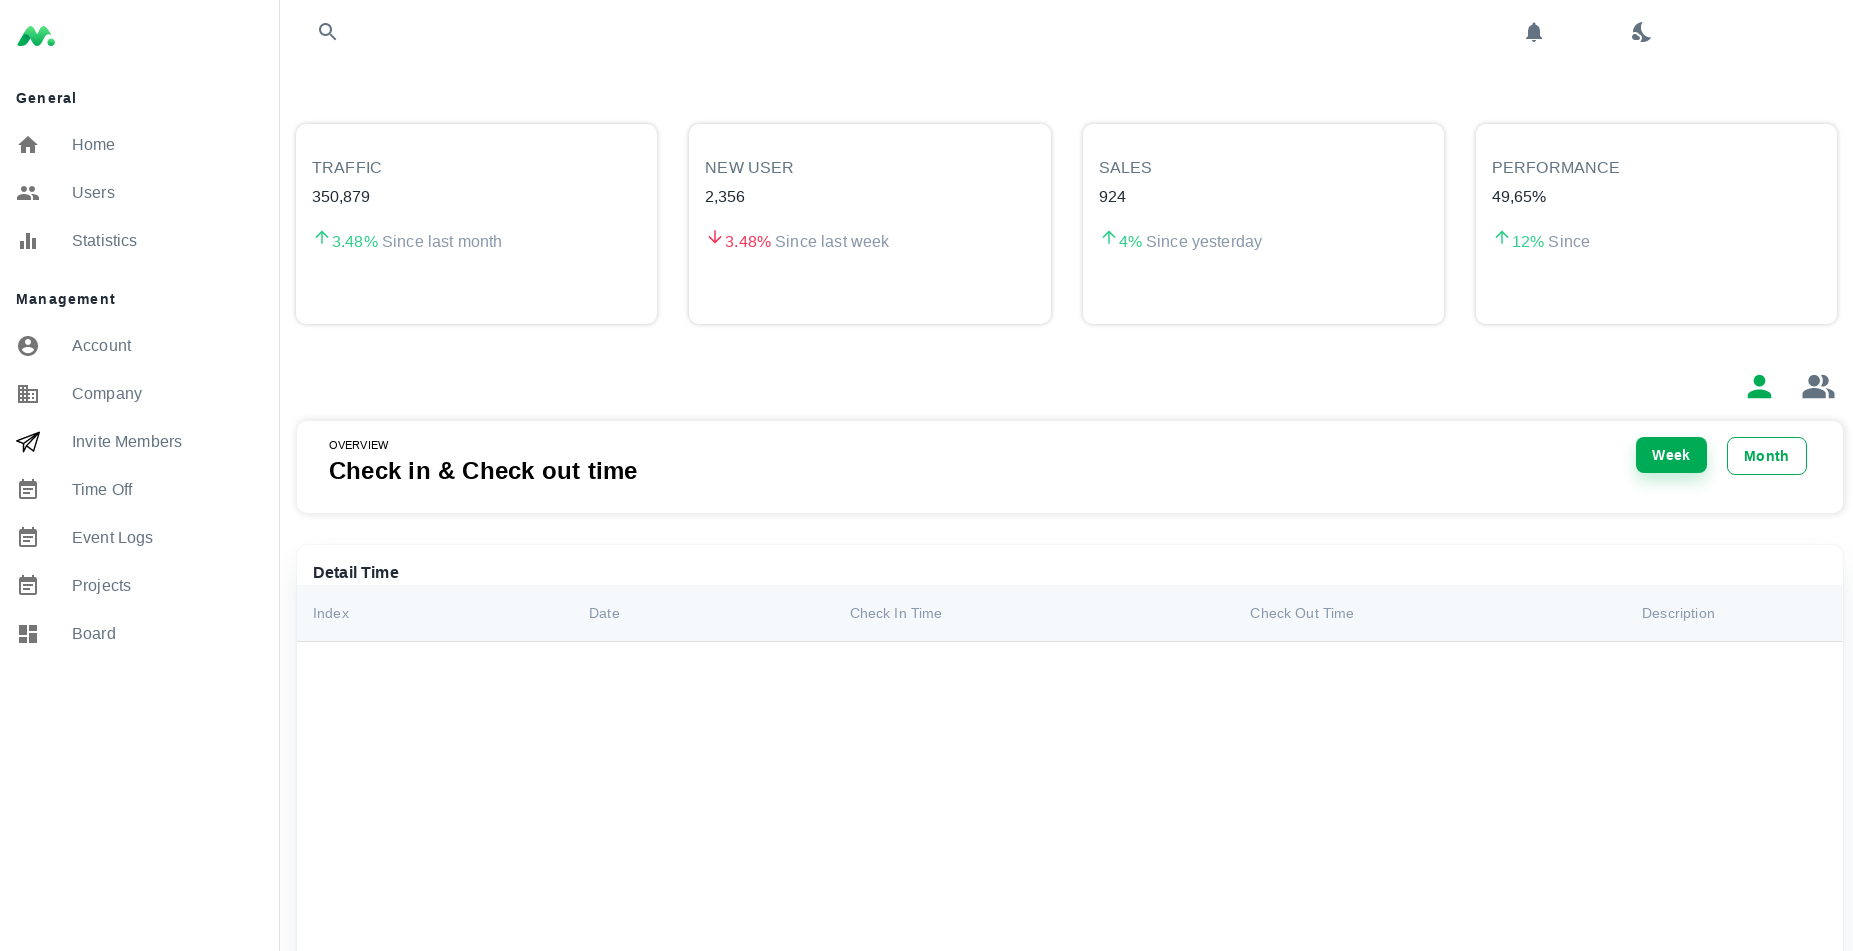 General
Home
Users
Statistics
Management
Account
Company
Invite Members
Time Off
Event Logs
Projects
Board
TRAFFIC
350,879
3.48% Since last month
NEW USER
2,356
3.48% Since last week
SALES
924
4% Since yesterday
PERFORMANCE
49,65%
12% Since
OVERVIEW
Check in & Check out time
Week
Month
Detail Time
Index Date Check In Time Check Out Time Description